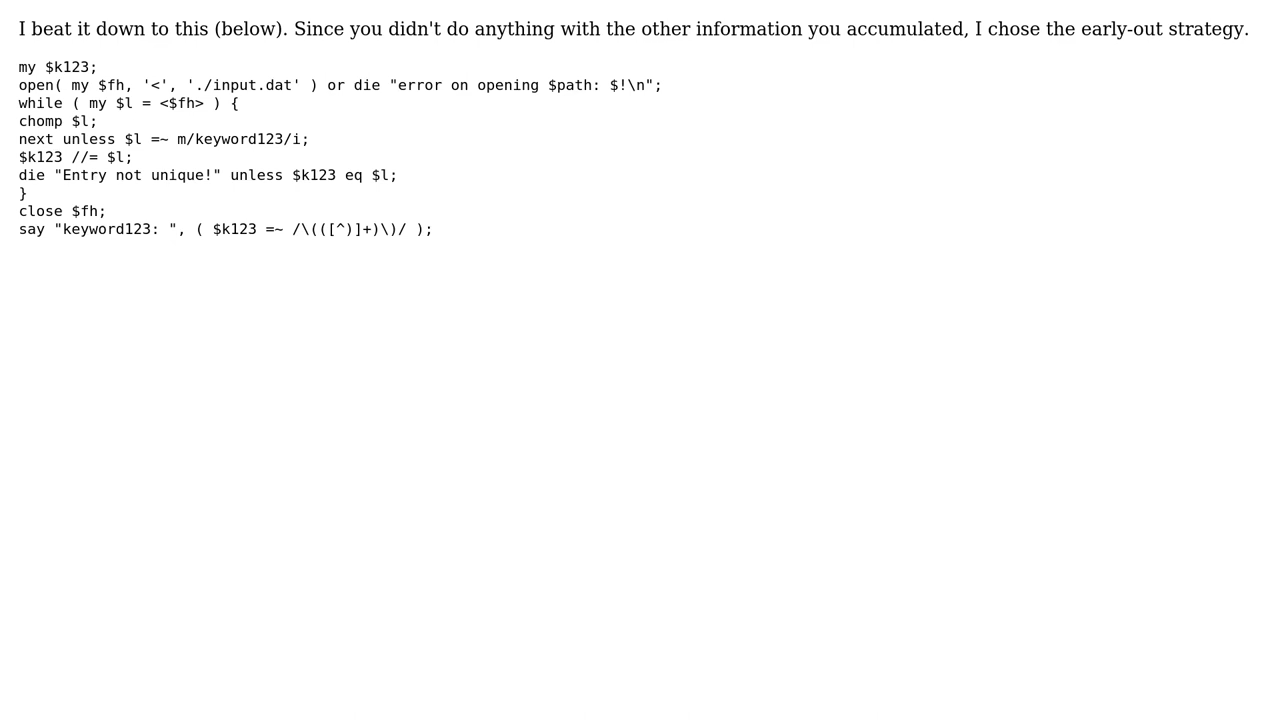 I beat it down to this (below). Since you didn't do anything with the other information you accumulated, I chose the early-out strategy.
my $k123;
open( my $fh, '<', './input.dat' ) or die "error on opening $path: $!\n";
while ( my $l = <$fh> ) {
chomp $l;
next unless $l =~ m/keyword123/i;
$k123 //= $l;
die "Entry not unique!" unless $k123 eq $l;
}
close $fh;
say "keyword123: ", ( $k123 =~ /\(([^)]+)\)/ );